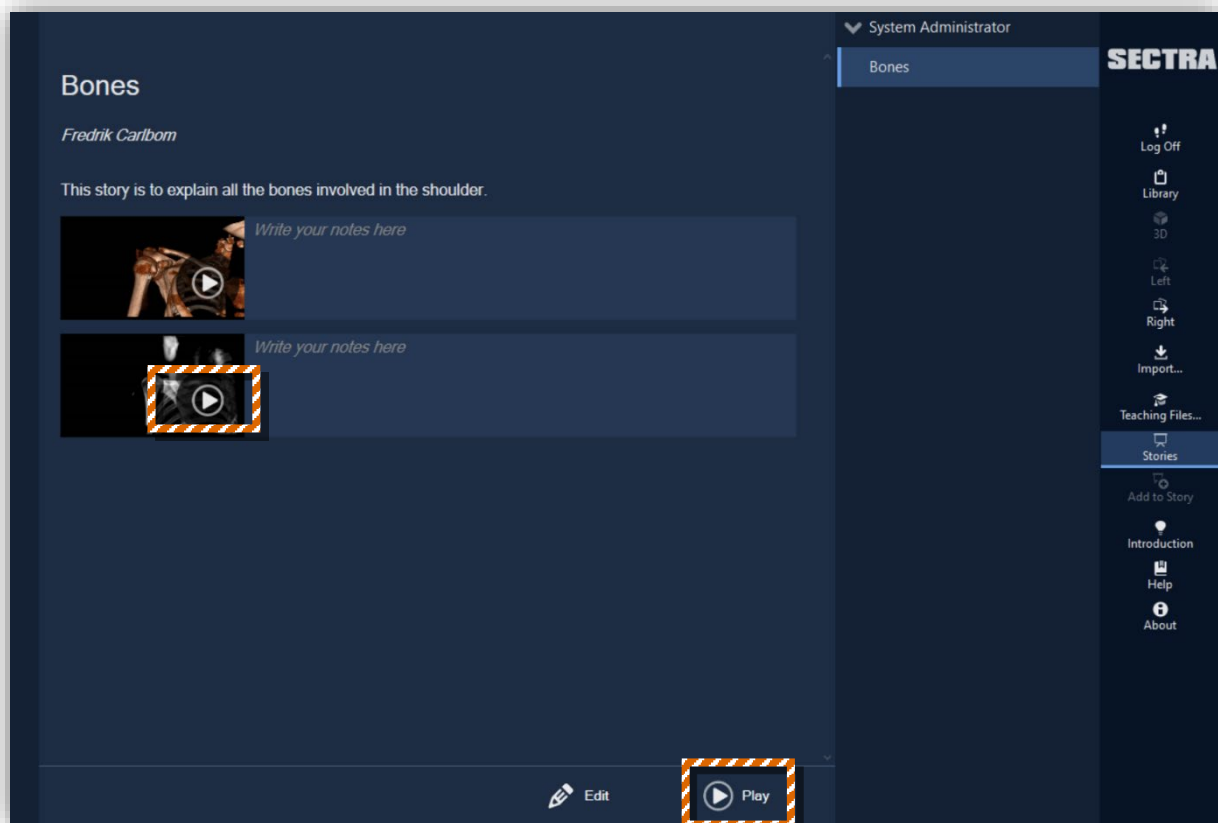 Bones
Fredrik Carlbom
This story is to explain all the bones involved in the shoulder.
Write your notes here
Write your notes here
Edit
Play
System Administrator
Bones
SECTRA
Log Off
Library
3D
Left
Right
Import...
Teaching Files...
Stories
Add to Story
Introduction
Help
About